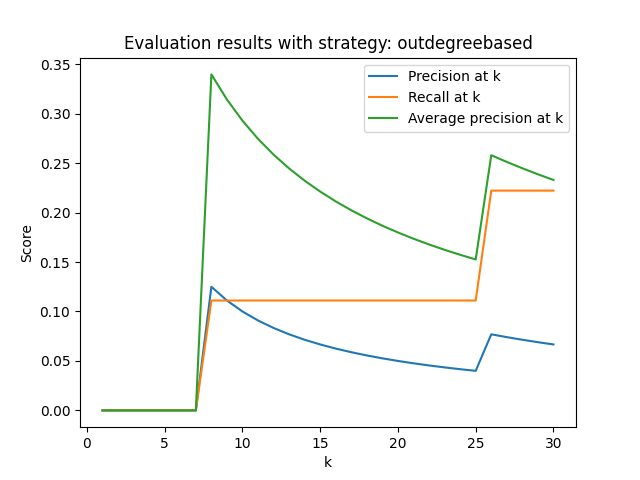 Evaluation results with strategy: outdegreebased
Precision at k
Recall at k
Average precision at k
Score
0.35
0.30
0.25
0.20
0.15
0.10
0.05
0.00
0 5 10 15 20 25 30
k